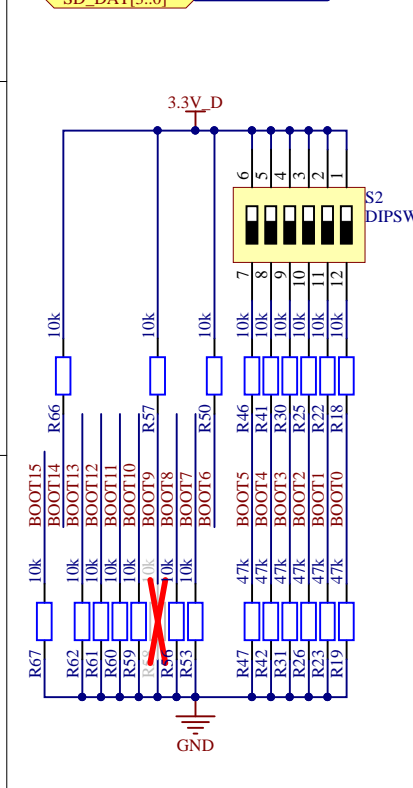 SD_DAT[3..0]
3.3V_D
6 5 4 3 2 1
S2
DIPSW
7 8 9 10 11 12
10k 10k 10k 10k 10k 10k 10k 10k 10k
R66 R57 R50 R46 R41 R30 R25 R22 R18
BOOT15 BOOT14 BOOT13 BOOT12 BOOT11 BOOT10 BOOT9 BOOT8 BOOT7 BOOT6 BOOT5 BOOT4 BOOT3 BOOT2 BOOT1 BOOT0
10k 10k 10k 10k 10k 10k 10k 10k 47k 47k 47k 47k 47k 47k
R67 R62 R61 R60 R59 R58 R56 R53 R47 R42 R31 R26 R23 R19
GND